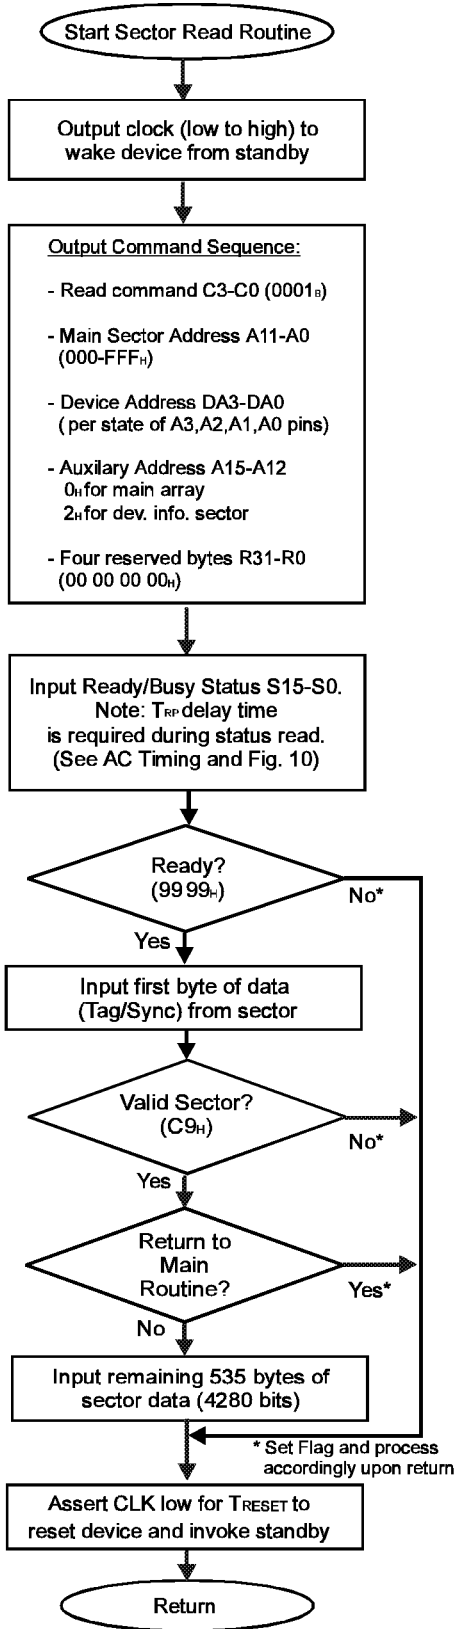 Start Sector Read Routine
Output clock (low to high) to
wake device from standby
Output Command Sequence:
- Read command C3-C0 (0001B)
- Main Sector Address A11-A0
(000-FFFH)
- Device Address DA3-DA0
(per state of A3,A2,A1,A0 pins)
- Auxilary Address A15-A12
0H for main array
2H for dev. info. sector
- Four reserved bytes R31-R0
(00 00 00 00H)
Input Ready/Busy Status S15-S0.
Note: TRP delay time
is required during status read.
(See AC Timing and Fig. 10)
Ready?
(99 99H)
No*
Yes
Input first byte of data
(Tag/Sync) from sector
Valid Sector?
(C9H)
No*
Yes
Return to
Main
Routine?
Yes*
No
Input remaining 535 bytes of
sector data (4280 bits)
* Set Flag and process
accordingly upon return
Assert CLK low for TRESET to
reset device and invoke standby
Return